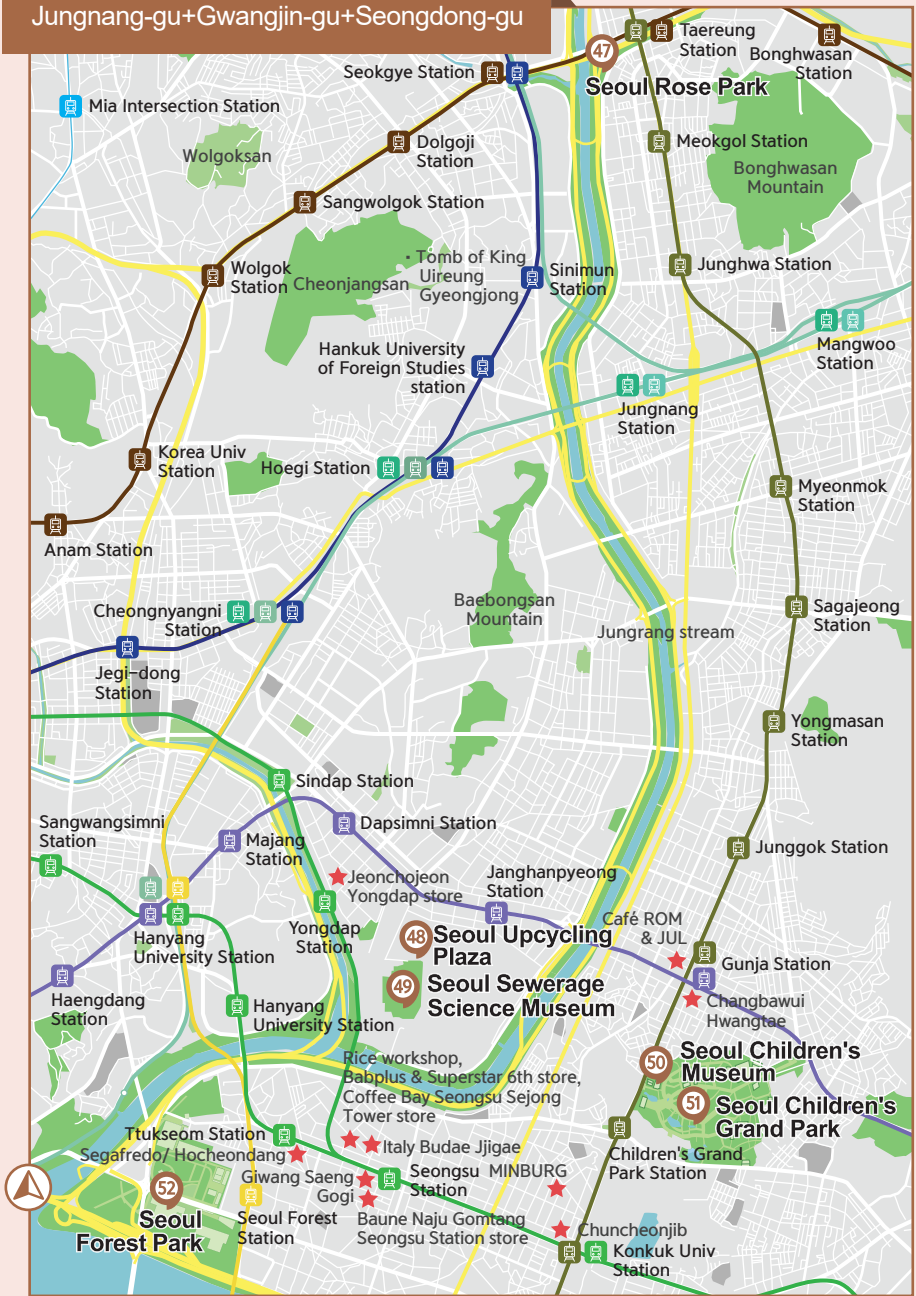 Jungnang-gu+Gwangjin-gu+Seongdong-gu
47
Seoul Rose Park
Taereung
Station
Bonghwasan
Station
Seokgye Station
Mia Intersection Station
Wolgoksan
Dolgoji
Station
Meokgol Station
Bonghwasan
Mountain
Sangwolgok Station
Wolgok
Station
Cheonjangsan
• Tomb of King
Uireung
Gyeongjong
Sinimun
Station
Junghwa Station
Mangwoo
Station
Hankuk University
of Foreign Studies
station
Jungnang
Station
Korea Univ
Station
Hoegi Station
Myeonmok
Station
Anam Station
Cheongnyangni
Station
Baebongsan
Mountain
Jungrang stream
Sagajeong
Station
Jegi-dong
Station
Yongmasan
Station
Sindap Station
Sangwangsimni
Station
Majang
Station
Dapsimni Station
Junggok Station
Jeonchojeon
Yongdap store
Janghanpyeong
Station
Yongdap
Station
Café ROM
& JUL
Hanyang
University Station
48
Seoul Upcycling
Plaza
Gunja Station
Haengdang
Station
49
Seoul Sewerage
Science Museum
Changbawui
Hwangtae
Hanyang
University Station
50
Seoul Children's
Museum
51
Seoul Children's
Grand Park
Rice workshop,
Babplus & Superstar 6th store,
Coffee Bay Seongsu Sejong
Tower store
Ttukseom Station
Segafredo/ Hocheondang
Italy Budae Jjigae
Children's Grand
Park Station
Giwang Saeng
Gogi
Seongsu
Station
MINBURG
52
Seoul
Forest Park
Seoul Forest
Station
Baune Naju Gomtang
Seongsu Station store
Chuncheonjib
Konkuk Univ
Station